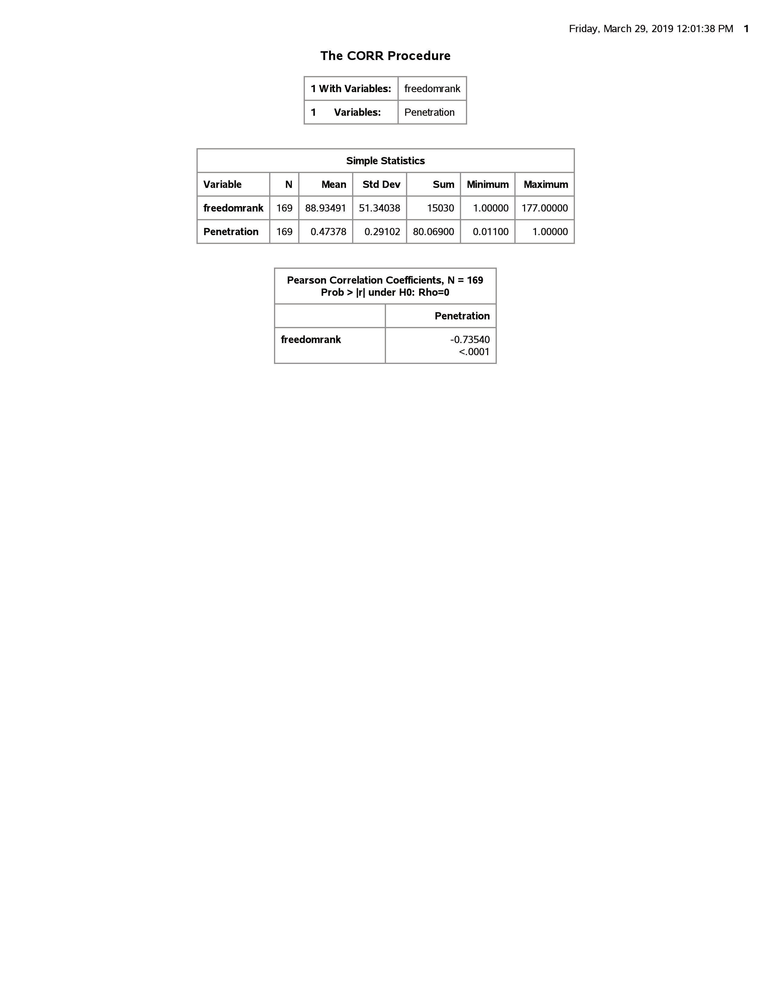 Friday, March 29, 2019 12:01:38 PM 1
The CORR Procedure
1 With Variables: freedomrank
1 Variables: Penetration
Simple Statistics
Variable N Mean Std Dev Sum Minimum Maximum
freedomrank 169 88.93491 51.34038 15030 1.00000 177.00000
Penetration 169 0.47378 0.29102 80.06900 0.01100 1.00000
Pearson Correlation Coefficients, N = 169
Prob > |r| under H0: Rho=0
Penetration
freedomrank -0.73540
<.0001